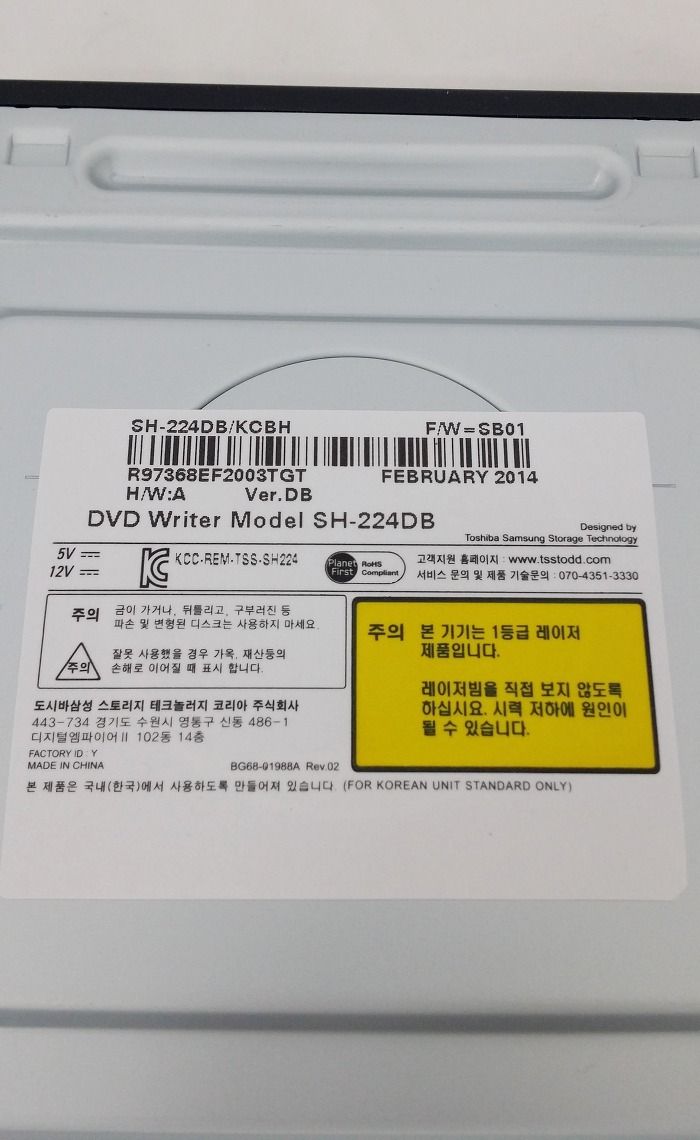 SH-224DB/KCBH F/W=SB01
R97368EF2003TGT FEBRUARY 2014
H/W:A Ver.DB
DVD Writer Model SH-224DB
Designed by
Toshiba Samsung Storage Technology
5V
12V
KCC-REM-TSS-SH224
Planet First
RoHS Compliant
고객지원 홈페이지 : www.tsstodd.com
서비스 문의 및 제품 기술문의 : 070-4351-3330
주의
금이 가거나, 뒤틀리고, 구부러진 등
파손 및 변형된 디스크는 사용하지 마세요.
주의
잘못 사용했을 경우 가옥, 재산등의
손해로 이어질 때 표시 합니다.
주의
본 기기는 1등급 레이저
제품입니다.
레이저빔을 직접 보지 않도록
하십시요. 시력 저하에 원인이
될 수 있습니다.
도시바삼성 스토리지 테크놀러지 코리아 주식회사
443-734 경기도 수원시 영통구 신동 486-1
디지털엠파이어II 102동 14층
FACTORY ID : Y
MADE IN CHINA BG68-01988A Rev.02
본 제품은 국내(한국)에서 사용하도록 만들어져 있습니다. (FOR KOREAN UNIT STANDARD ONLY)